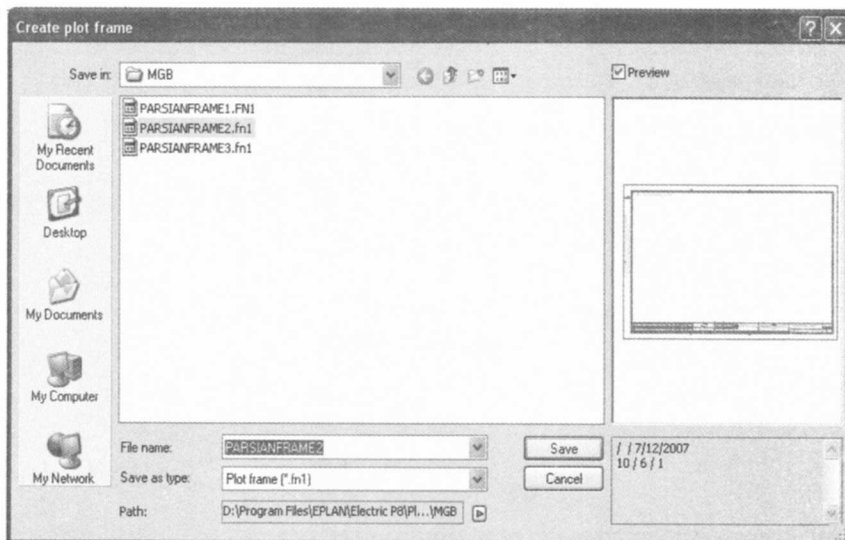 Create plot frame
Save in: MGB
Preview
PARSIANFRAME1.FN1
PARSIANFRAME2.fn1
PARSIANFRAME3.fn1
My Recent
Documents
Desktop
My Documents
My Computer
My Network
File name: PARSIANFRAME2
Save
Save as type: Plot frame (*.fn1)
Cancel
Path: D:\Program Files\EPLAN\Electric P8\Pl...\MGB
/ / 7/12/2007
10 / 6 / 1